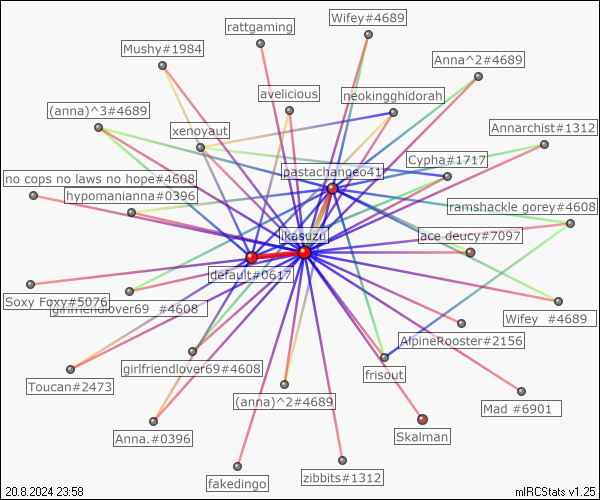 Wifey#4689
rattgaming
Mushy#1984
Anna^2#4689
avelicious
neokingghidorah
(anna)^3#4689
Annarchist#1312
xenoyaut
Cypha#1717
pastachangeo41
no cops no laws no hope#4608
hypomanianna#0396
ramshackle gorey#4608
ikasuzu
ace deucy#7097
default#0617
Soxy Foxy#5076
girlfriendlover69 #4608
Wifey #4689
AlpineRooster#2156
girlfriendlover69#4608
frisout
Toucan#2473
(anna)^2#4689
Mad #6901
Anna.#0396
Skalman
fakedingo
zibbits#1312
20.8.2024 23:58
mIRCStats v1.25